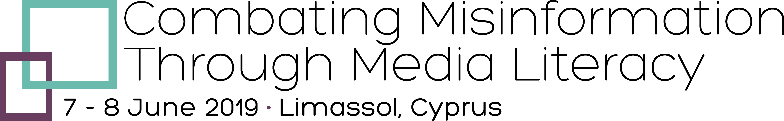 Combating Misinformation
Through Media Literacy
7 - 8 June 2019 · Limassol, Cyprus